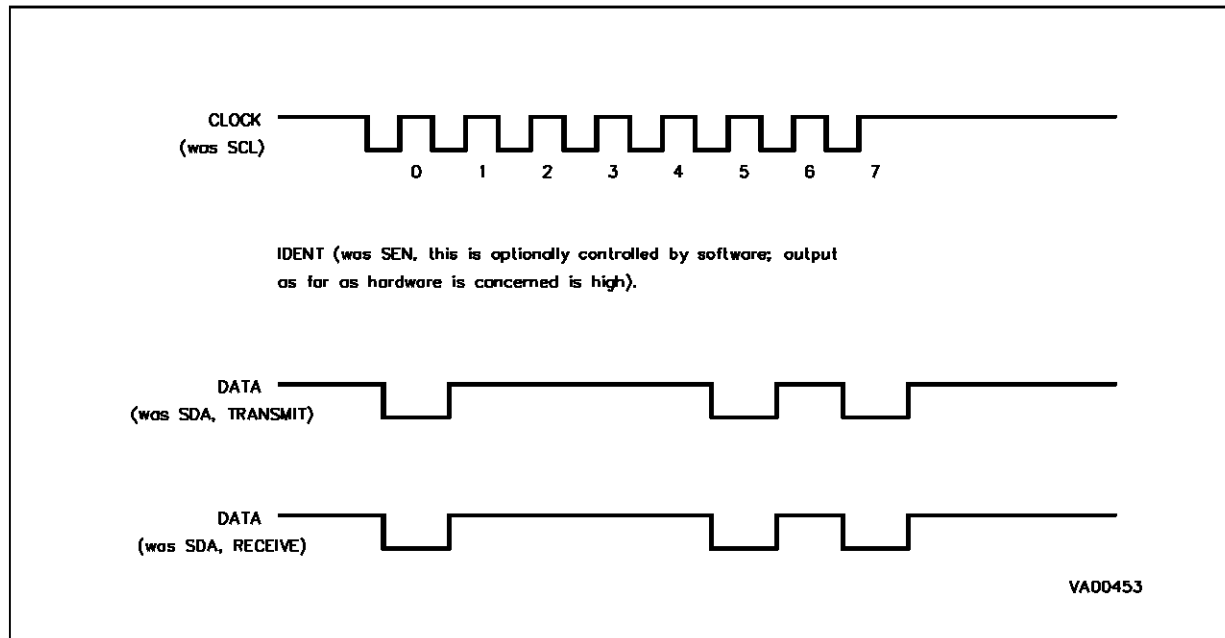 CLOCK
(was SCL)
0 1 2 3 4 5 6 7
IDENT (was SEN, this is optionally controlled by software; output
as far as hardware is concerned is high).
DATA
(was SDA, TRANSMIT)
DATA
(was SDA, RECEIVE)
VA00453